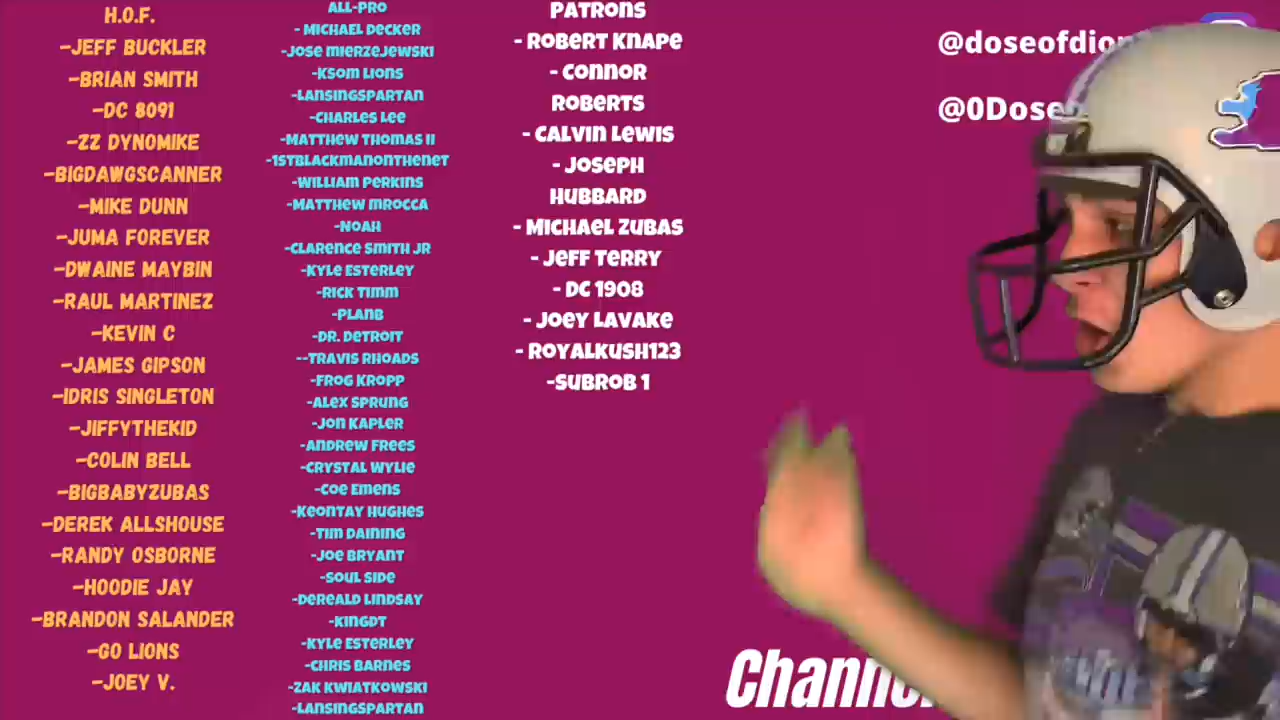 H.O.F.
-JEFF BUCKLER
-BRIAN SMITH
-DC 8091
-ZZ DYNOMIKE
-BIGDAWGSCANNER
-MIKE DUNN
-JUMA FOREVER
-DWAINE MAYBIN
-RAUL MARTINEZ
-KEVIN C
-JAMES GIPSON
-IDRIS SINGLETON
-JIFFYTHEKID
-COLIN BELL
-BIGBABYZUBAS
-DEREK ALLSHOUSE
-RANDY OSBORNE
-HOODIE JAY
-BRANDON SALANDER
-GO LIONS
-JOEY V.
ALL-PRO
- MICHAEL DECKER
-JOSE MIERZEJEWSKI
-KSOM LIONS
-LANSINGSPARTAN
-CHARLES LEE
-MATTHEW THOMAS II
-1STBLACKMANONTHENET
-WILLIAM PERKINS
-MATTHEW MROCCA
-NOAH
-CLARENCE SMITH JR
-KYLE ESTERLEY
-RICK TIMM
-PLANB
-DR. DETROIT
--TRAVIS RHOADS
-FROG KROPP
-ALEX SPRUNG
-JON KAPLER
-ANDREW FREES
-CRYSTAL WYLIE
-COE EMENS
-KEONTAY HUGHES
-TIM DAINING
-JOE BRYANT
-SOUL SIDE
-DEREALD LINDSAY
-KINGDT
-KYLE ESTERLEY
-CHRIS BARNES
-ZAK KWIATKOWSKI
-LANSINGSPARTAN
PATRONS
- ROBERT KNAPE
- CONNOR
ROBERTS
- CALVIN LEWIS
- JOSEPH
HUBBARD
- MICHAEL ZUBAS
- JEFF TERRY
- DC 1908
- JOEY LAVAKE
- ROYALKUSH123
-SUBROB 1